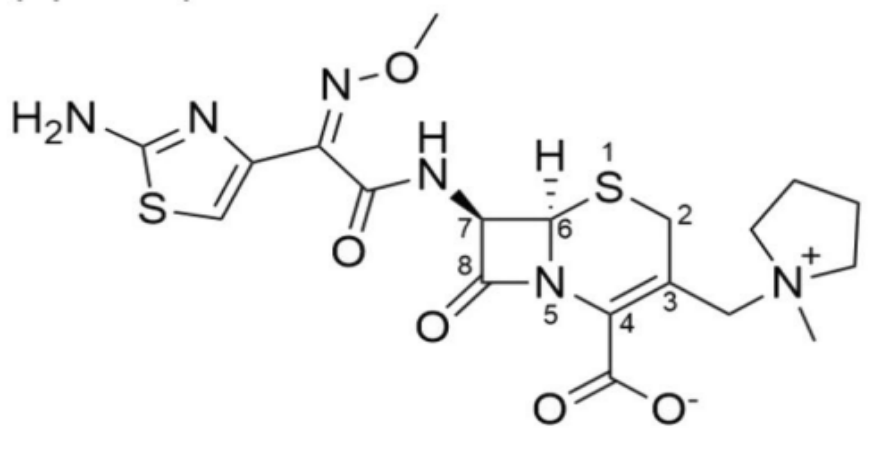 N O
H₂N N H H 1
N S 2
S 7 6
O 8 N +
O N 3
5 4
O O⁻